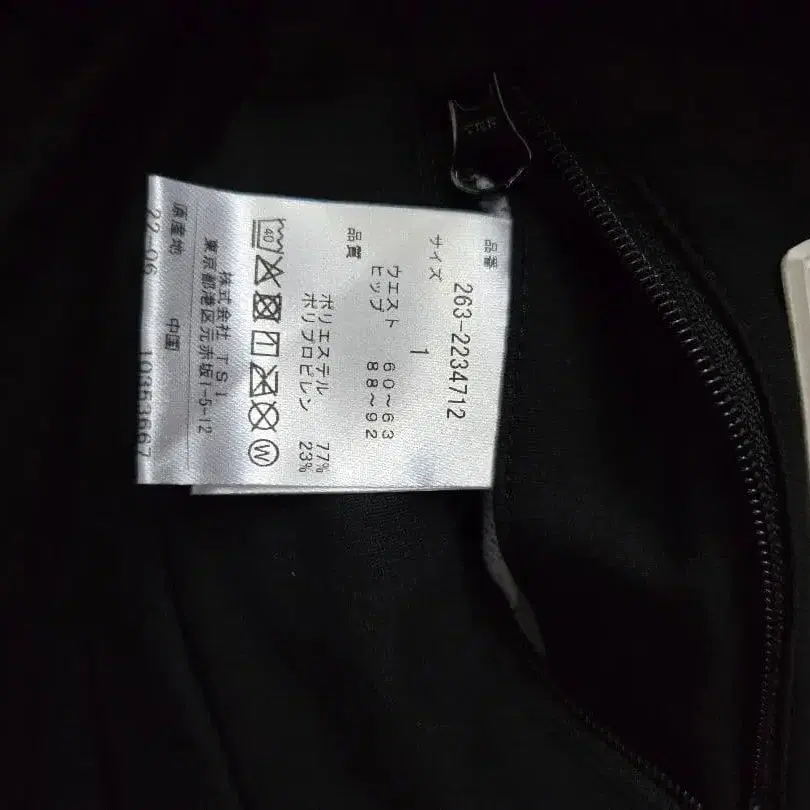 品番
263-2234712
サイズ
1
ウエスト 60~63
ヒップ 88~92
品質
ポリエステル 77%
ポリプロピレン 23%
40
W
株式会社 TSI
東京都港区元赤坂1-5-12
原産地 中国
22-06 10353667